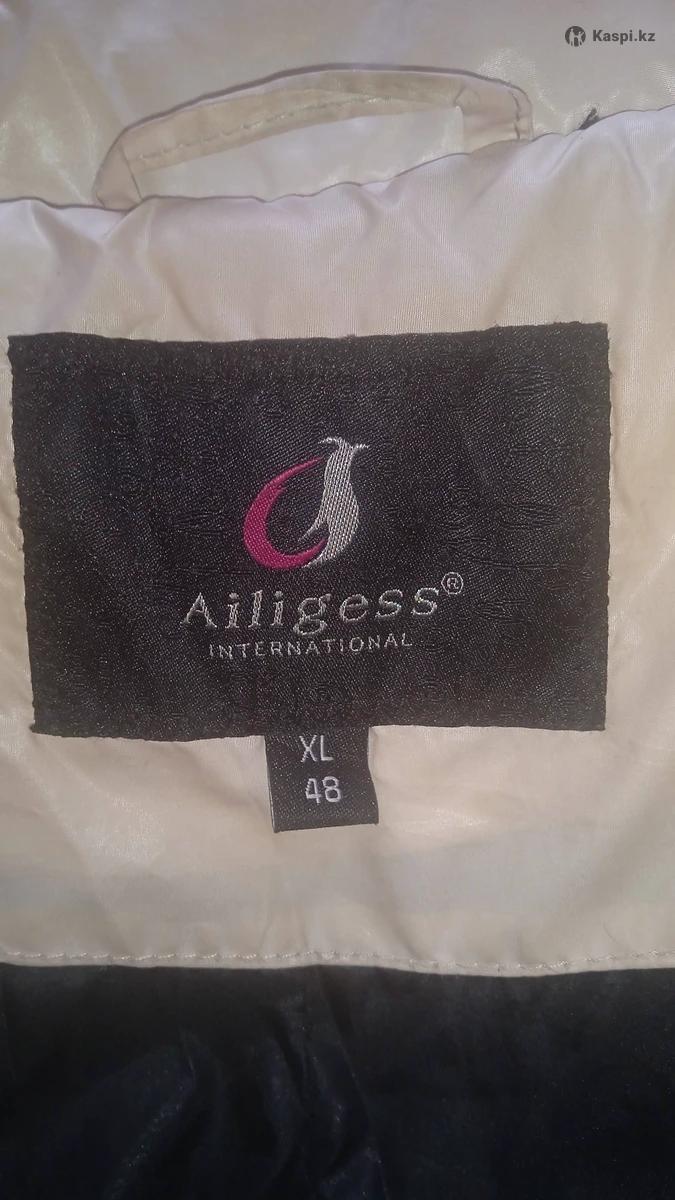 Kaspi.kz
Ailigess®
INTERNATIONAL
XL
48